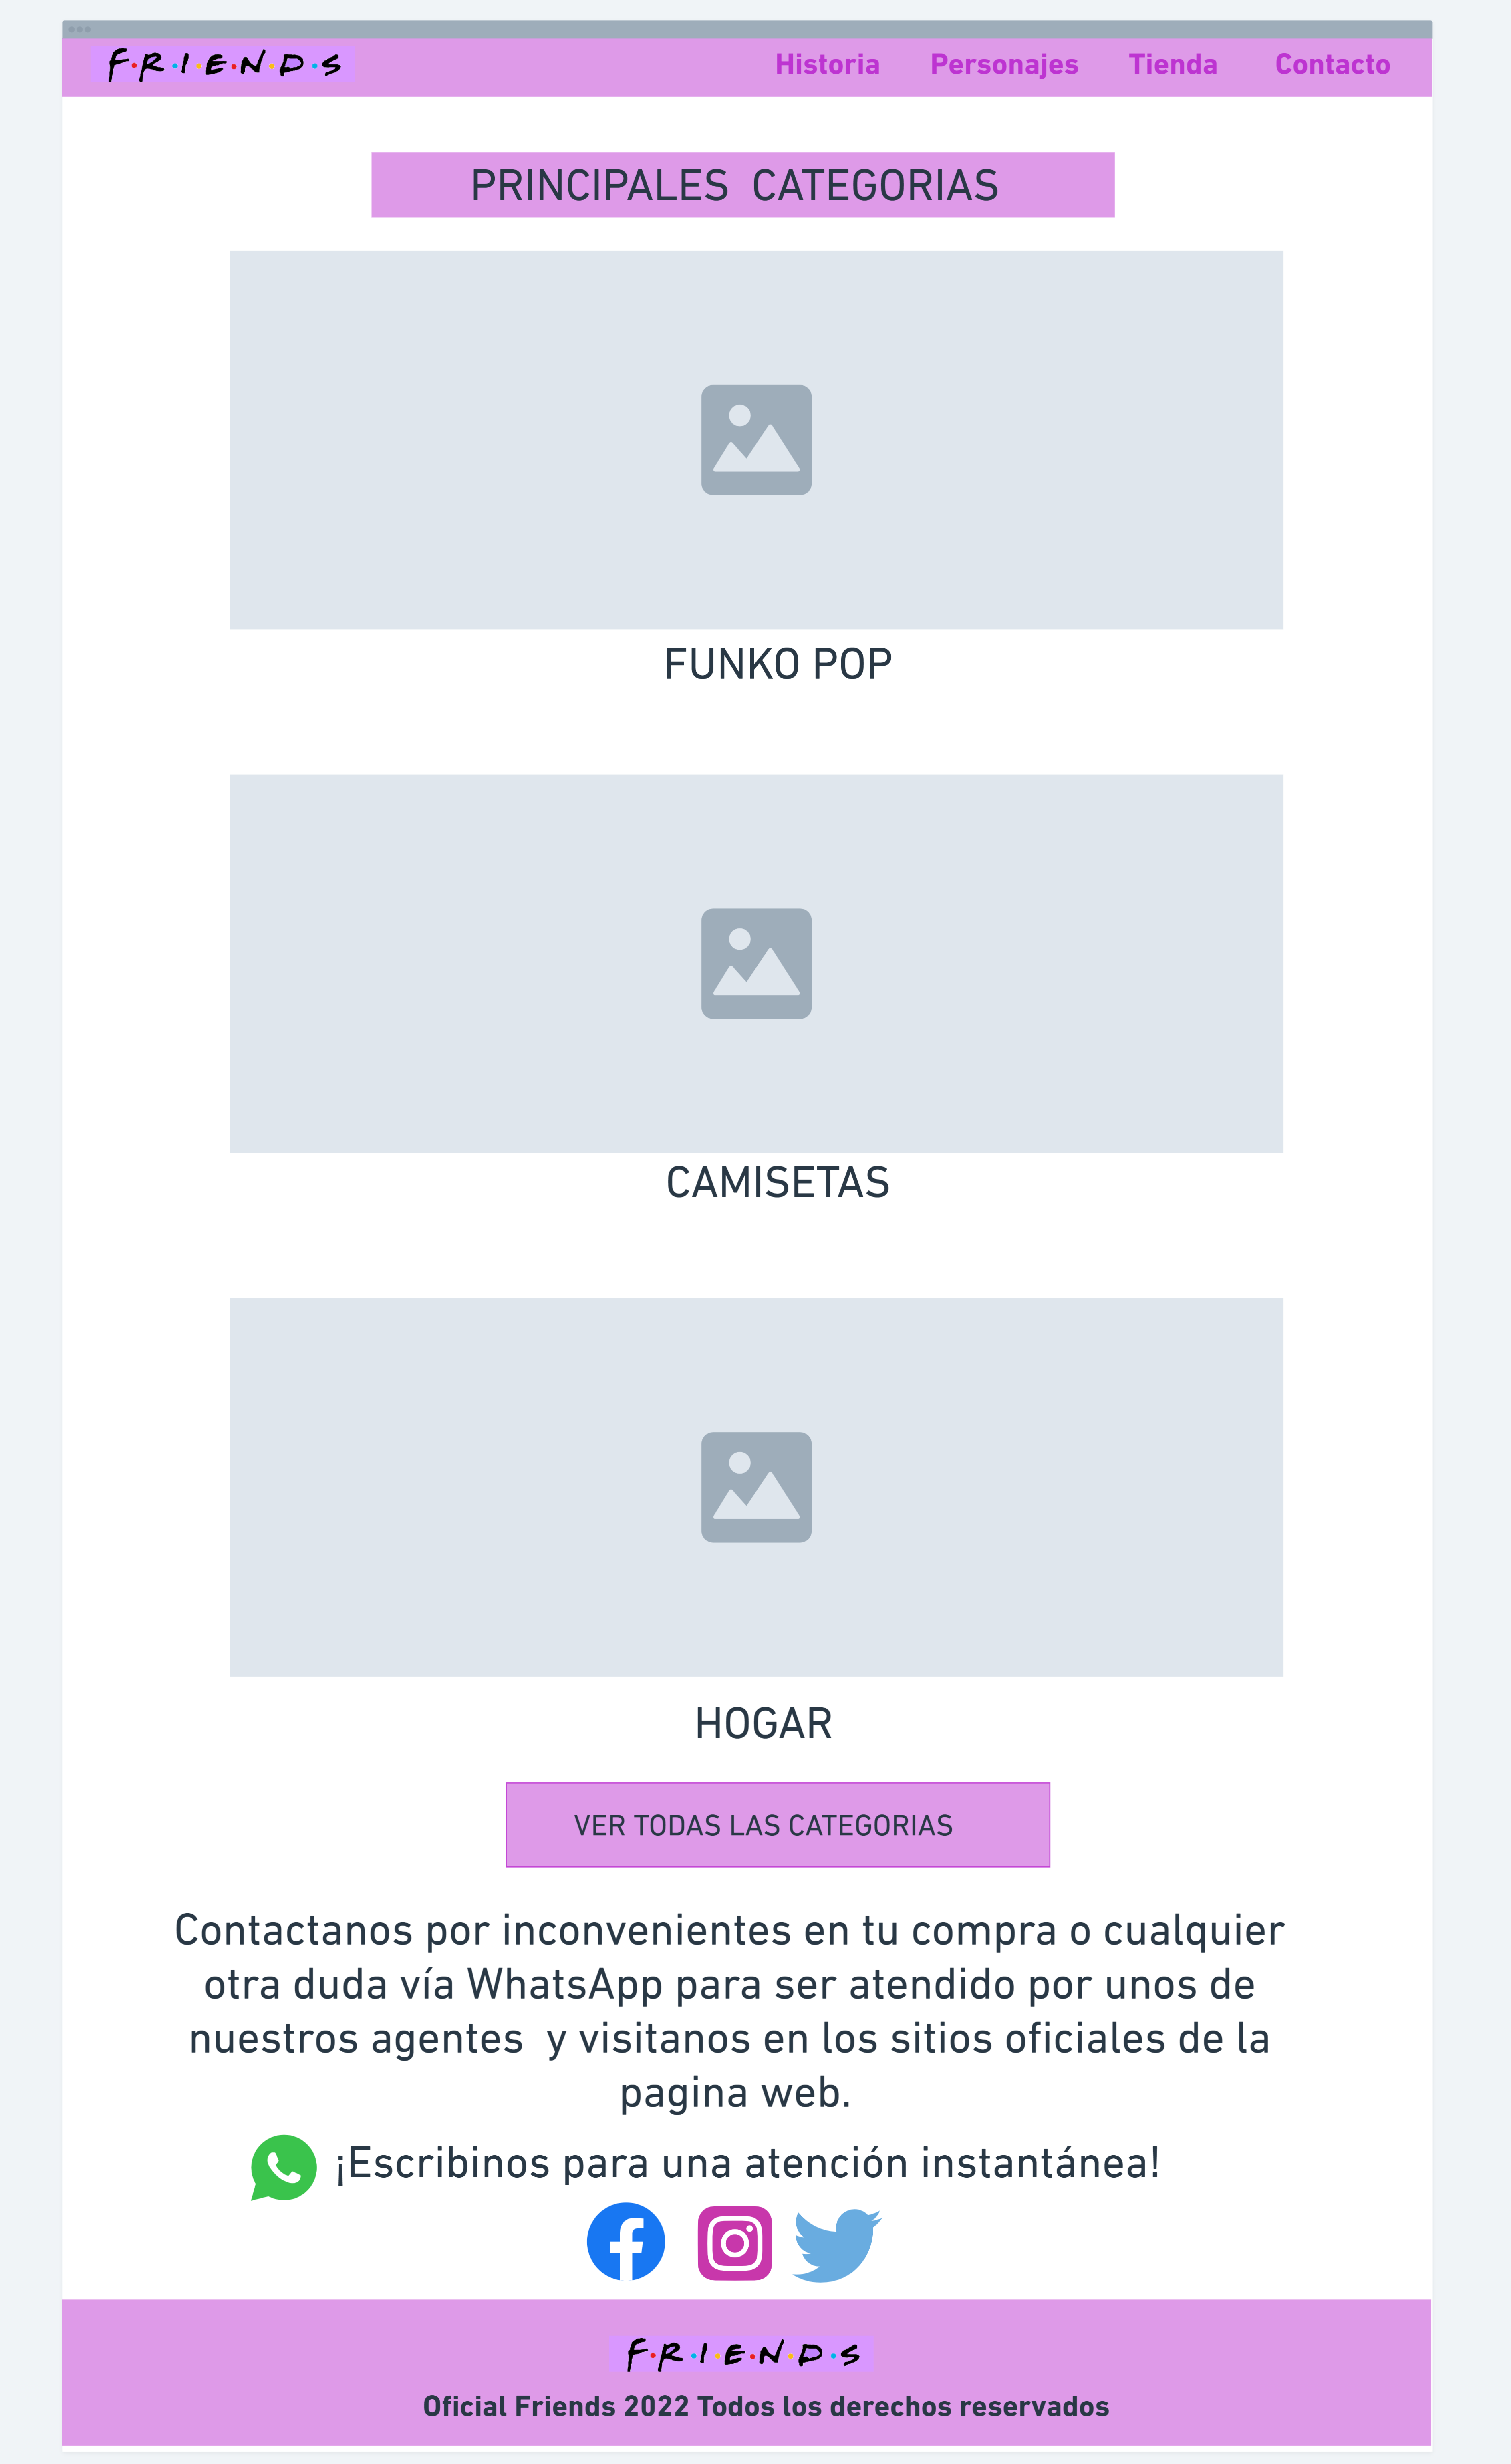 F•R•I•E•N•D•S
Historia Personajes Tienda Contacto
PRINCIPALES CATEGORIAS
FUNKO POP
CAMISETAS
HOGAR
VER TODAS LAS CATEGORIAS
Contactanos por inconvenientes en tu compra o cualquier
otra duda vía WhatsApp para ser atendido por unos de
nuestros agentes y visitanos en los sitios oficiales de la
pagina web.
¡Escribinos para una atención instantánea!
F•R•I•E•N•D•S
Oficial Friends 2022 Todos los derechos reservados